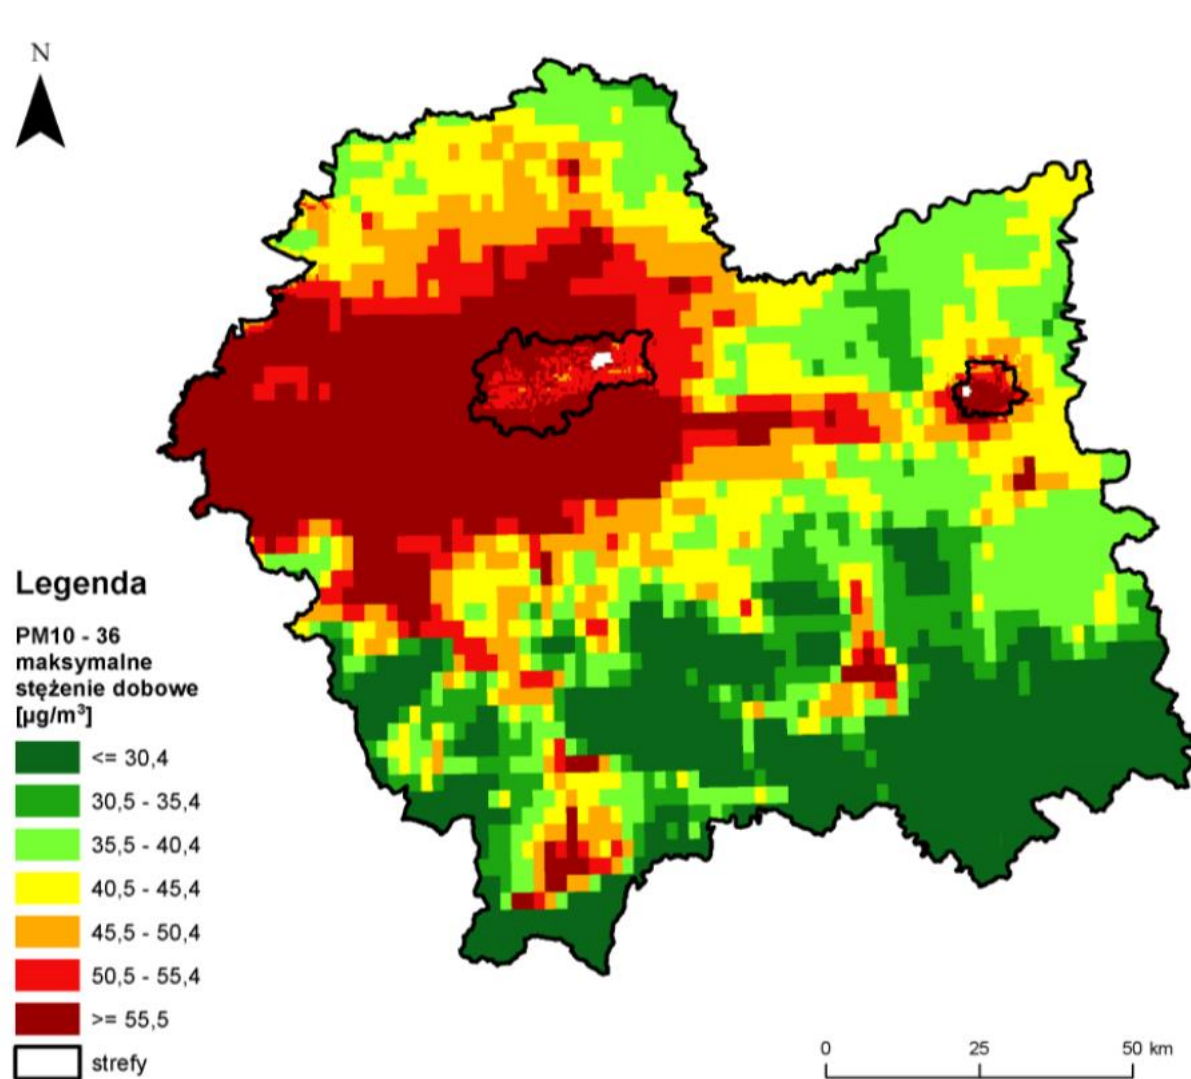 N
Legenda
PM10 - 36
maksymalne
stężenie dobowe
[µg/m³]
<= 30,4
30,5 - 35,4
35,5 - 40,4
40,5 - 45,4
45,5 - 50,4
50,5 - 55,4
>= 55,5
strefy
0 25 50 km